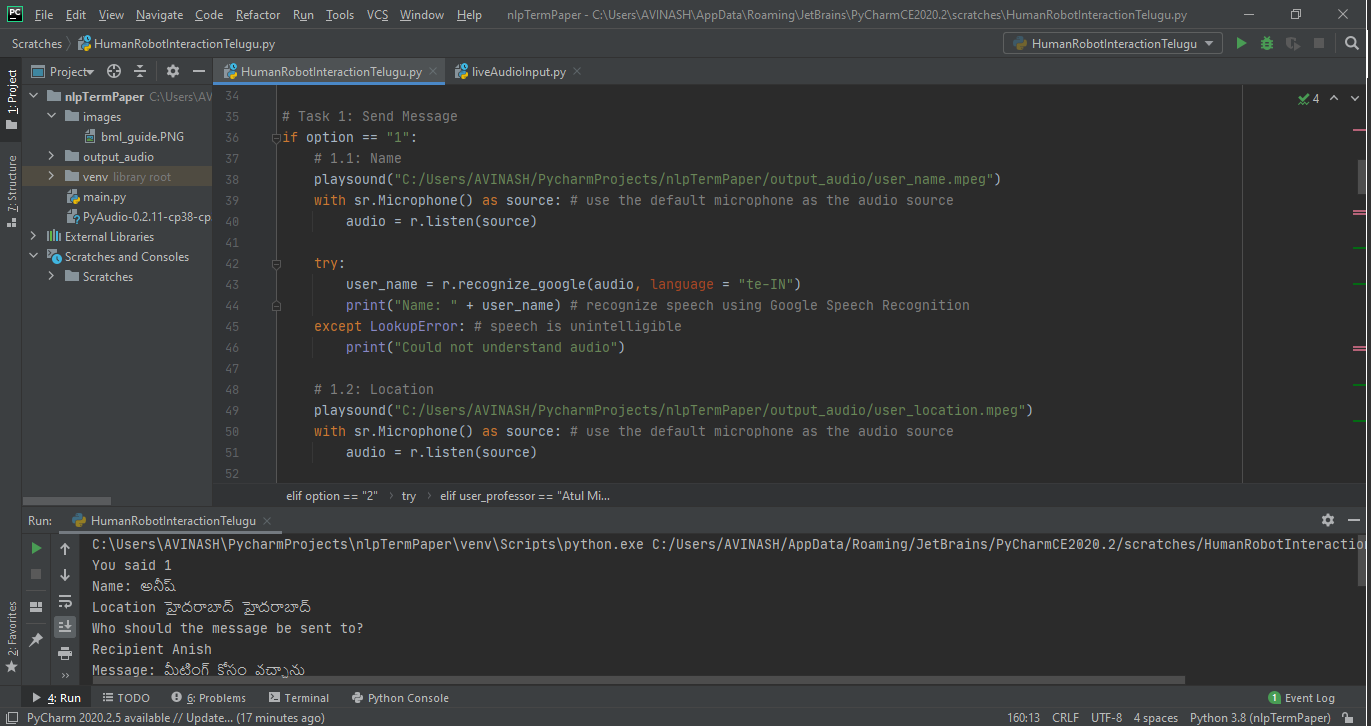 File Edit View Navigate Code Refactor Run Tools VCS Window Help nlpTermPaper - C:\Users\AVINASH\AppData\Roaming\JetBrains\PyCharmCE2020.2\scratches\HumanRobotInteractionTelugu.py
Scratches HumanRobotInteractionTelugu.py HumanRobotInteractionTelugu
1: Project
Project HumanRobotInteractionTelugu.py liveAudioInput.py
nlpTermPaper C:\Users\AV
images
bml_guide.PNG
output_audio
venv library root
main.py
PyAudio-0.2.11-cp38-cp
External Libraries
Scratches and Consoles
Scratches
7: Structure
4
34
35 # Task 1: Send Message
36 if option == "1":
37 # 1.1: Name
38 playsound("C:/Users/AVINASH/PycharmProjects/nlpTermPaper/output_audio/user_name.mpeg")
39 with sr.Microphone() as source: # use the default microphone as the audio source
40 audio = r.listen(source)
41
42 try:
43 user_name = r.recognize_google(audio, language = "te-IN")
44 print("Name: " + user_name) # recognize speech using Google Speech Recognition
45 except LookupError: # speech is unintelligible
46 print("Could not understand audio")
47
48 # 1.2: Location
49 playsound("C:/Users/AVINASH/PycharmProjects/nlpTermPaper/output_audio/user_location.mpeg")
50 with sr.Microphone() as source: # use the default microphone as the audio source
51 audio = r.listen(source)
52
elif option == "2" › try › elif user_professor == "Atul Mi...
Run: HumanRobotInteractionTelugu
C:\Users\AVINASH\PycharmProjects\nlpTermPaper\venv\Scripts\python.exe C:/Users/AVINASH/AppData/Roaming/JetBrains/PyCharmCE2020.2/scratches/HumanRobotInteractio
You said 1
Name: అనీష్
Location హైదరాబాద్ హైదరాబాద్
Who should the message be sent to?
Recipient Anish
Message: మీటింగ్ కోసం వచ్చాను
2: Favorites
4: Run TODO 6: Problems Terminal Python Console 1 Event Log
PyCharm 2020.2.5 available // Update... (17 minutes ago) 160:13 CRLF UTF-8 4 spaces Python 3.8 (nlpTermPaper)